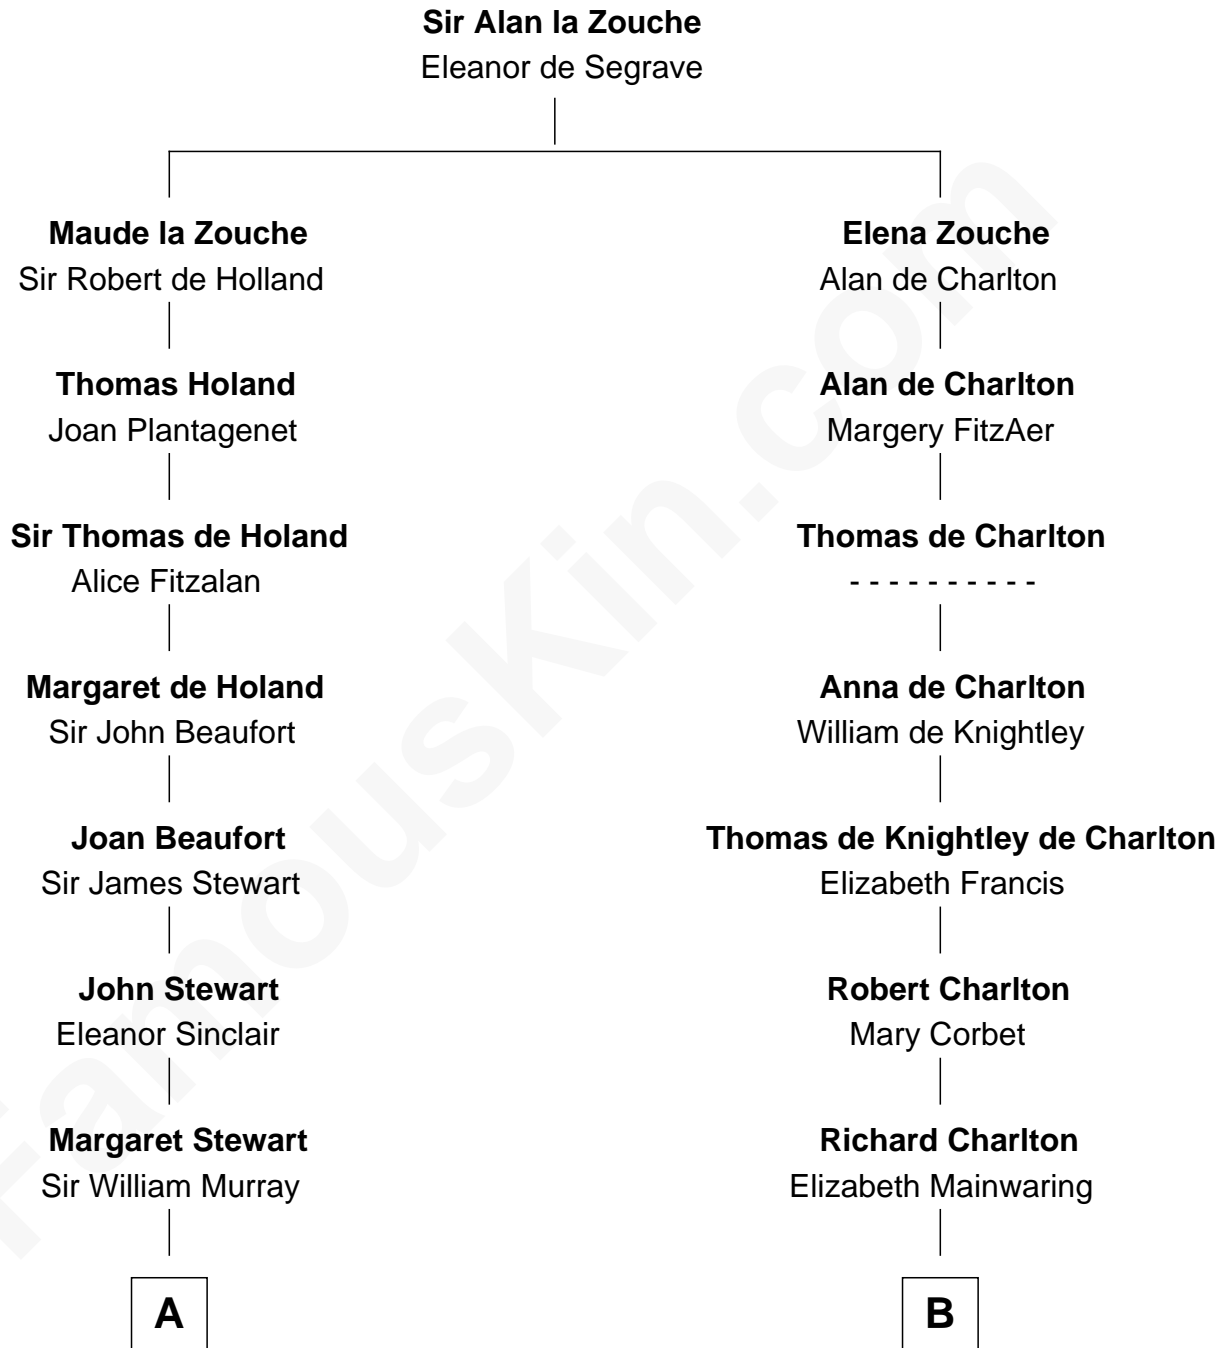 Sir Alan la Zouche
Eleanor de Segrave
Maude la Zouche
Sir Robert de Holland
Elena Zouche
Alan de Charlton
Thomas Holand
Joan Plantagenet
Alan de Charlton
Margery FitzAer
Sir Thomas de Holand
Alice Fitzalan
Thomas de Charlton
- - - - - - - - - -
Margaret de Holand
Sir John Beaufort
Anna de Charlton
William de Knightley
Joan Beaufort
Sir James Stewart
Thomas de Knightley de Charlton
Elizabeth Francis
John Stewart
Eleanor Sinclair
Robert Charlton
Mary Corbet
Margaret Stewart
Sir William Murray
Richard Charlton
Elizabeth Mainwaring
A
B
FamousKin.com